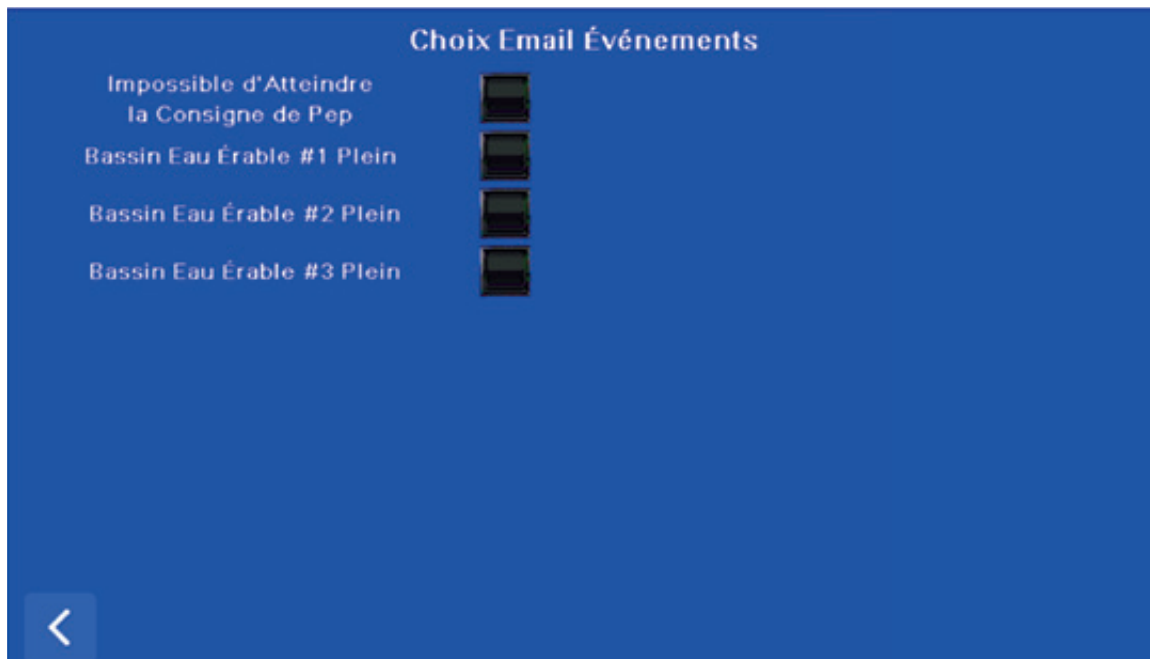 Choix Email Événements
Impossible d'Atteindre
la Consigne de Pep
Bassin Eau Érable #1 Plein
Bassin Eau Érable #2 Plein
Bassin Eau Érable #3 Plein